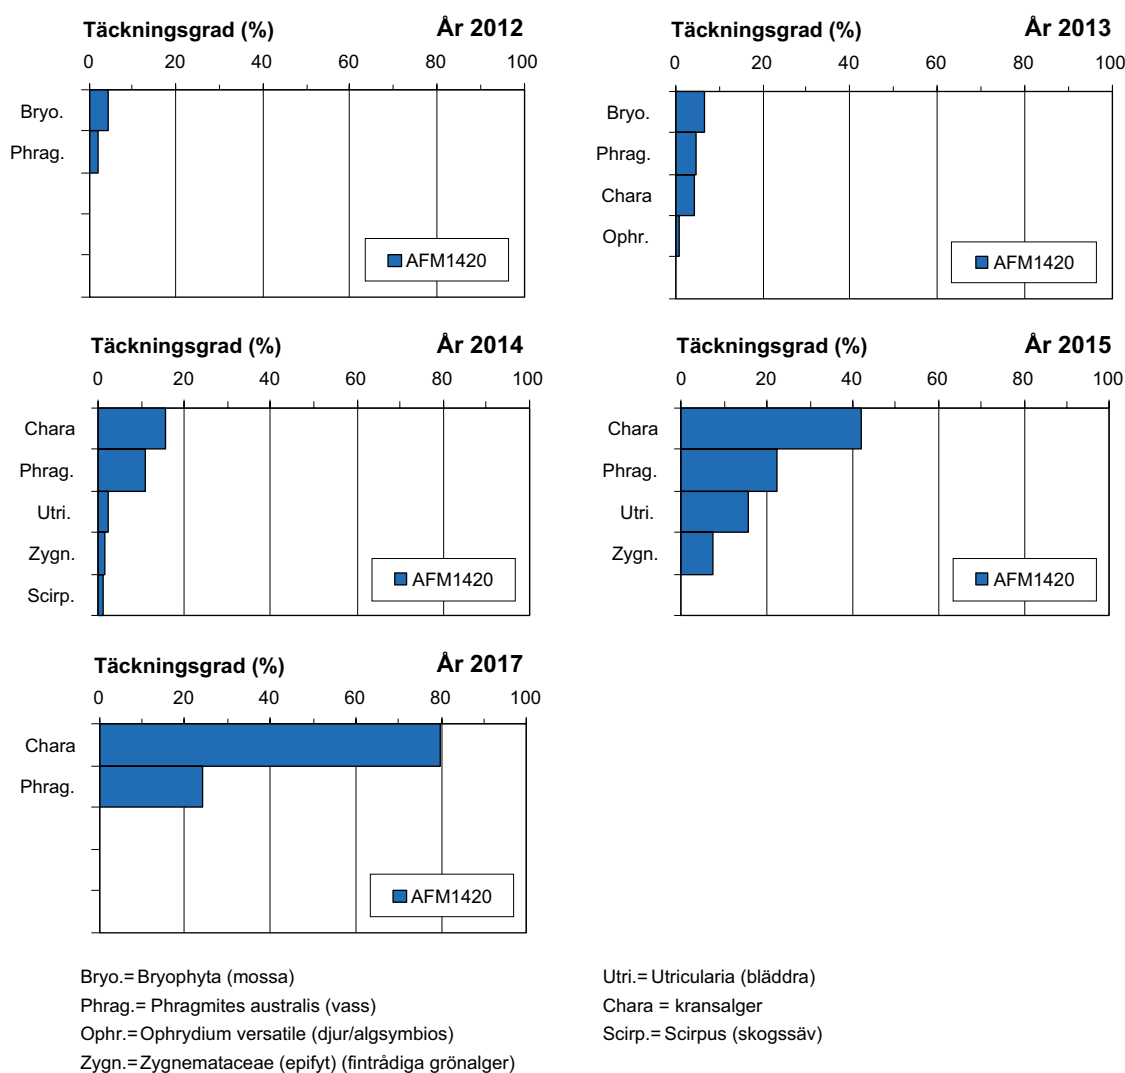 Täckningsgrad (%) År 2012
0 20 40 60 80 100
Bryo.
Phrag.
AFM1420
Täckningsgrad (%) År 2013
0 20 40 60 80 100
Bryo.
Phrag.
Chara
Ophr.
AFM1420
Täckningsgrad (%) År 2014
0 20 40 60 80 100
Chara
Phrag.
Utri.
Zygn.
Scirp.
AFM1420
Täckningsgrad (%) År 2015
0 20 40 60 80 100
Chara
Phrag.
Utri.
Zygn.
AFM1420
Täckningsgrad (%) År 2017
0 20 40 60 80 100
Chara
Phrag.
AFM1420
Bryo.= Bryophyta (mossa)
Phrag.= Phragmites australis (vass)
Ophr.=Ophrydium versatile (djur/algsymbios)
Zygn.=Zygnemataceae (epifyt) (fintrådiga grönalger)
Utri.= Utricularia (bläddra)
Chara = kransalger
Scirp.= Scirpus (skogssäv)